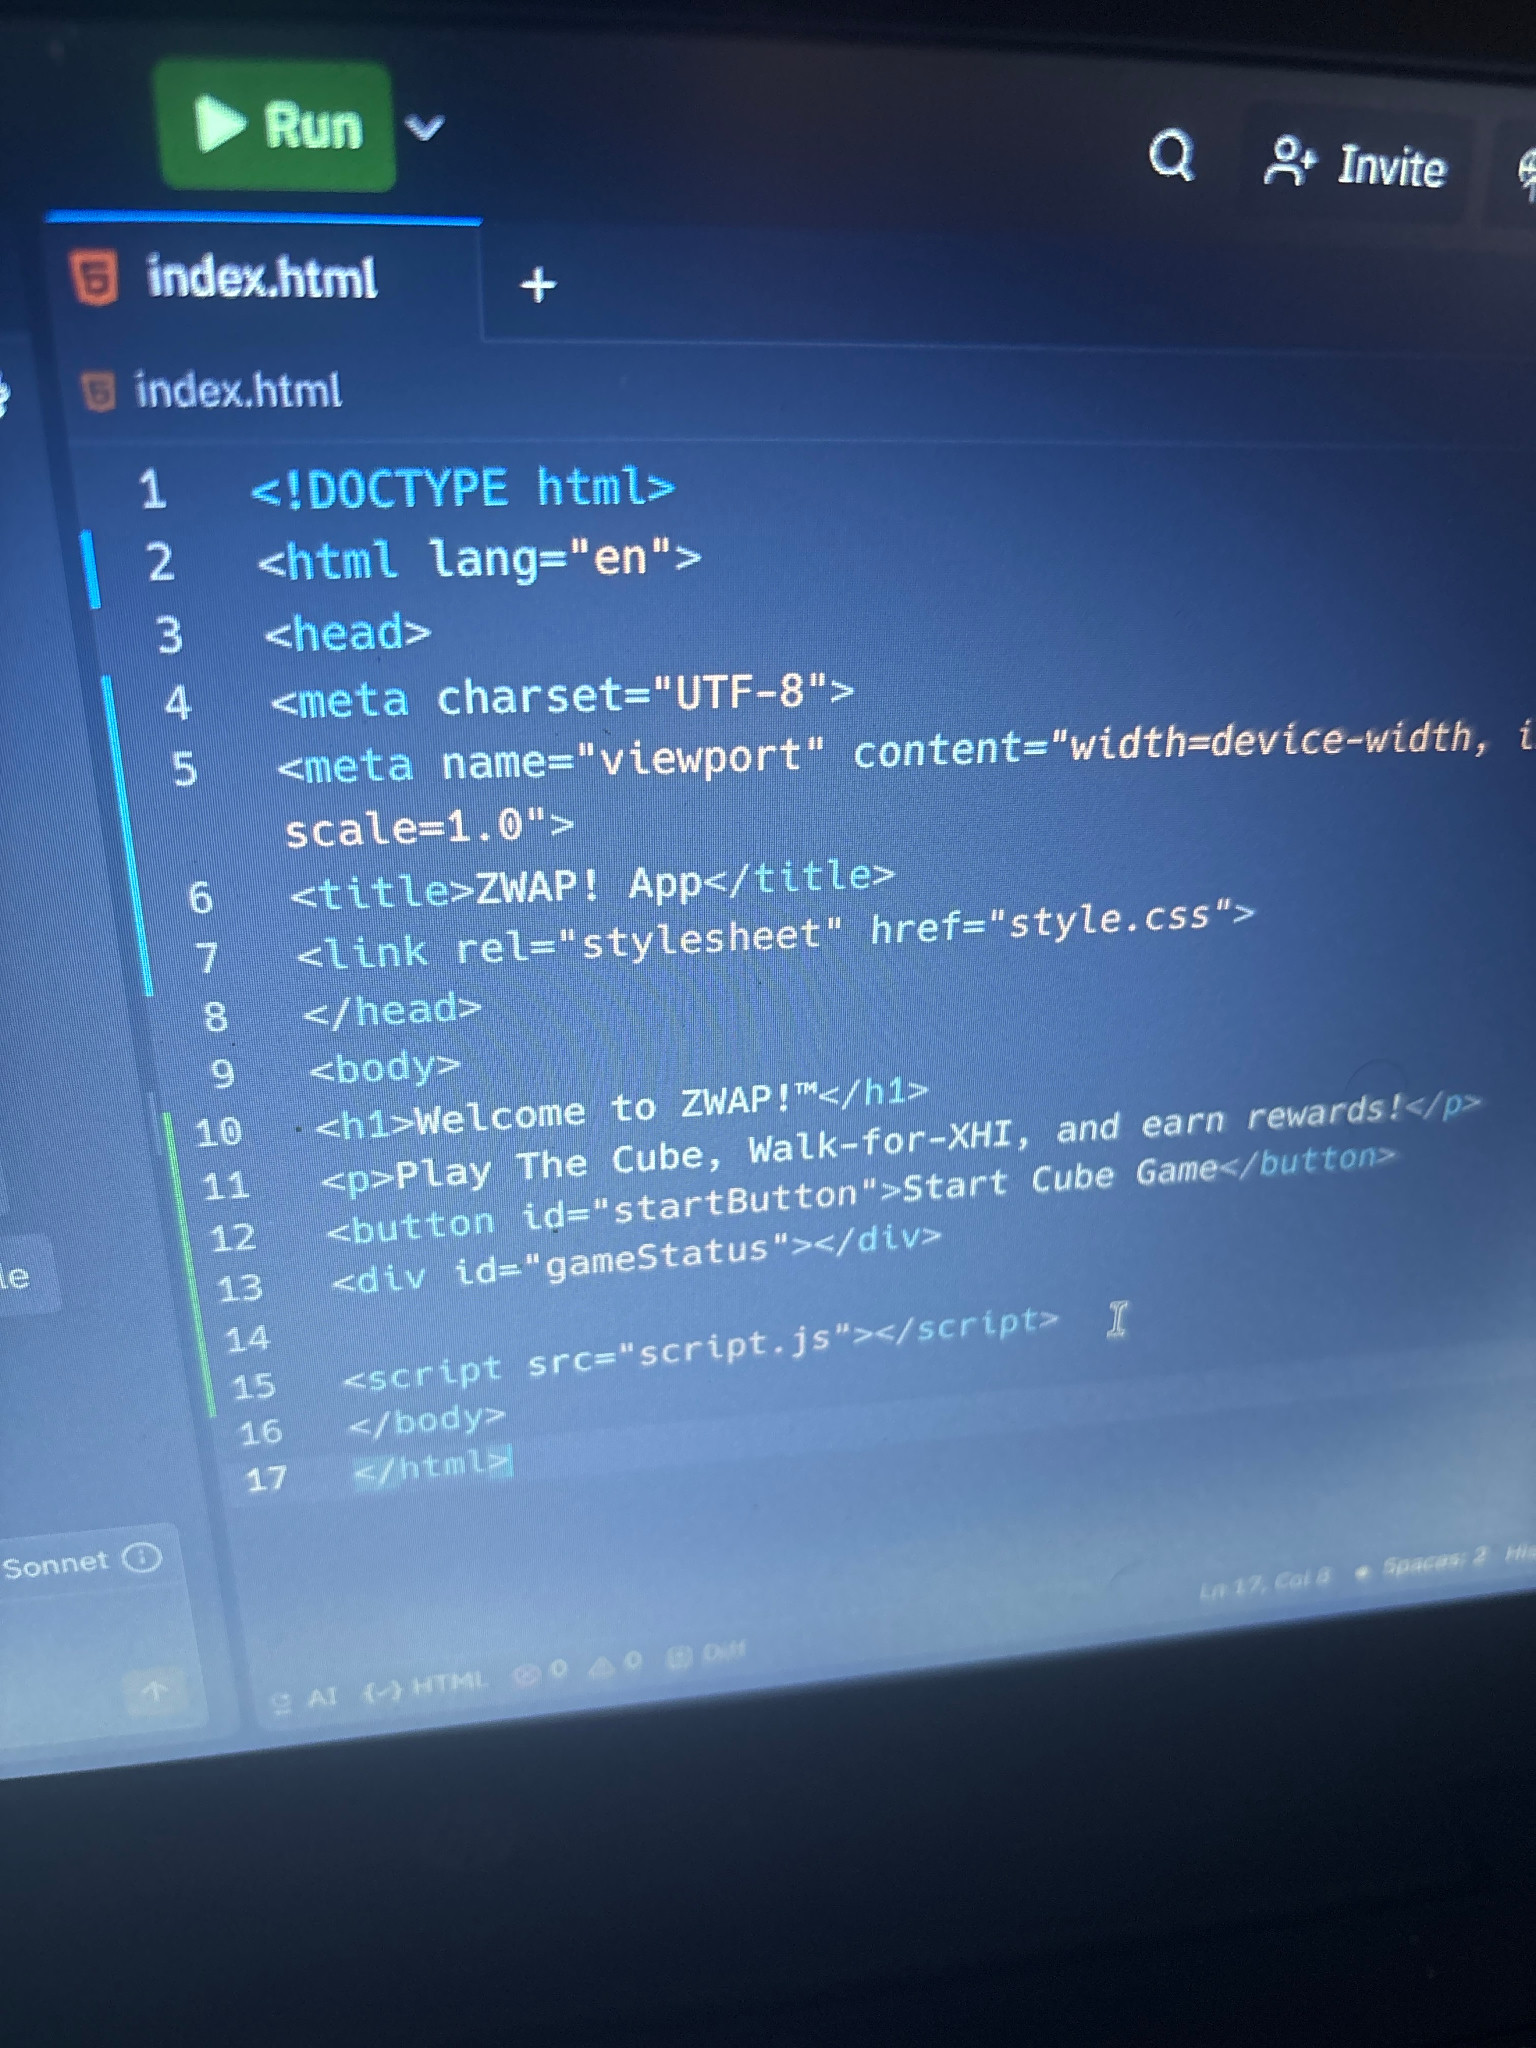 Run
Invite
index.html +
index.html
1 <!DOCTYPE html>
2 <html lang="en">
3 <head>
4 <meta charset="UTF-8">
5 <meta name="viewport" content="width=device-width,
scale=1.0">
6 <title>ZWAP! App</title>
7 <link rel="stylesheet" href="style.css">
8 </head>
9 <body>
10 <h1>Welcome to ZWAP!™</h1>
11 <p>Play The Cube, Walk-for-XHI, and earn rewards!</p>
12 <button id="startButton">Start Cube Game</button>
13 <div id="gameStatus"></div>
14
15 <script src="script.js"></script>
16 </body>
17 </html>
Sonnet
Ln 17, Col 8 Spaces: 2
AI HTML 0 0 Diff